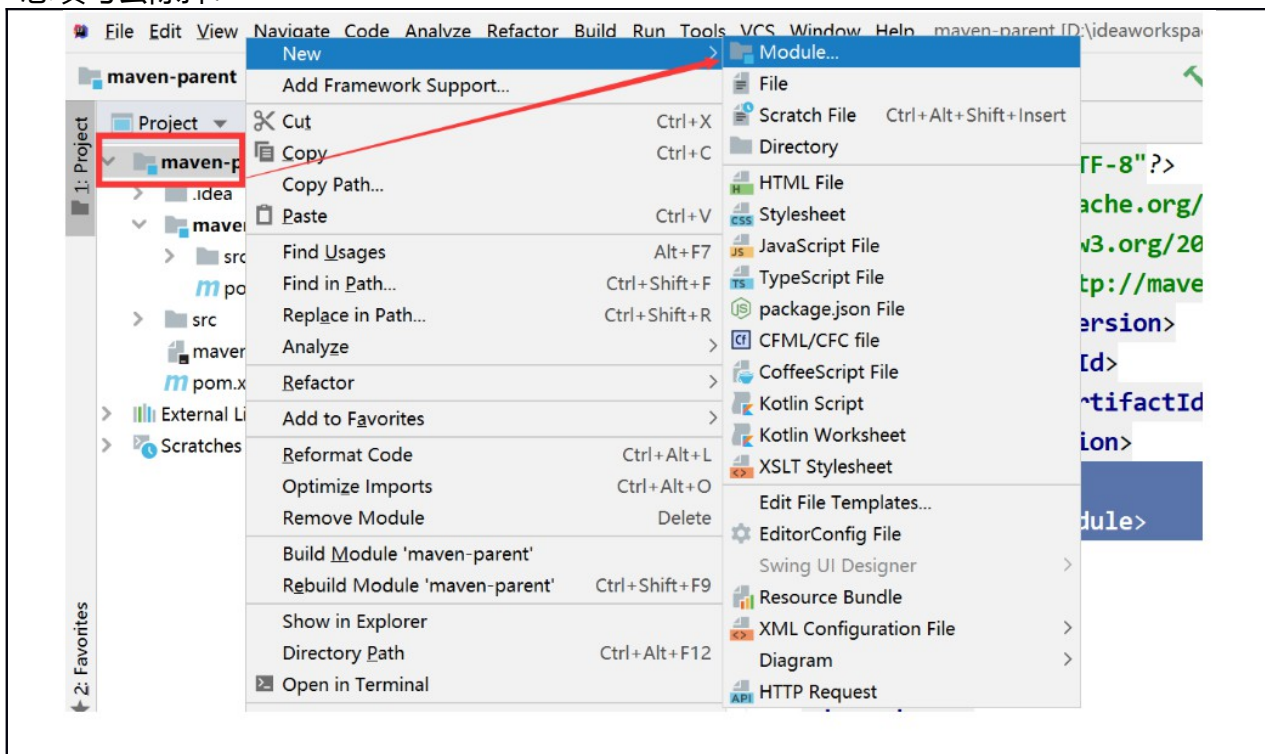 File Edit View Navigate Code Analyze Refactor Build Run Tools VCS Window Help maven-parent [D:\ideaworkspa
maven-parent
1: Project
2: Favorites
Project
maven-p
.idea
maven
src
po
src
maven
pom.x
External Li
Scratches
New
Add Framework Support...
Cut Ctrl+X
Copy Ctrl+C
Copy Path...
Paste Ctrl+V
Find Usages Alt+F7
Find in Path... Ctrl+Shift+F
Replace in Path... Ctrl+Shift+R
Analyze
Refactor
Add to Favorites
Reformat Code Ctrl+Alt+L
Optimize Imports Ctrl+Alt+O
Remove Module Delete
Build Module 'maven-parent'
Rebuild Module 'maven-parent' Ctrl+Shift+F9
Show in Explorer
Directory Path Ctrl+Alt+F12
Open in Terminal
Module...
File
Scratch File Ctrl+Alt+Shift+Insert
Directory
HTML File
Stylesheet
JavaScript File
TypeScript File
package.json File
CFML/CFC file
CoffeeScript File
Kotlin Script
Kotlin Worksheet
XSLT Stylesheet
Edit File Templates...
EditorConfig File
Swing UI Designer
Resource Bundle
XML Configuration File
Diagram
HTTP Request
TF-8"?>
ache.org/
w3.org/20
tp://mave
ersion>
Id>
rtifactId
ion>
dule>